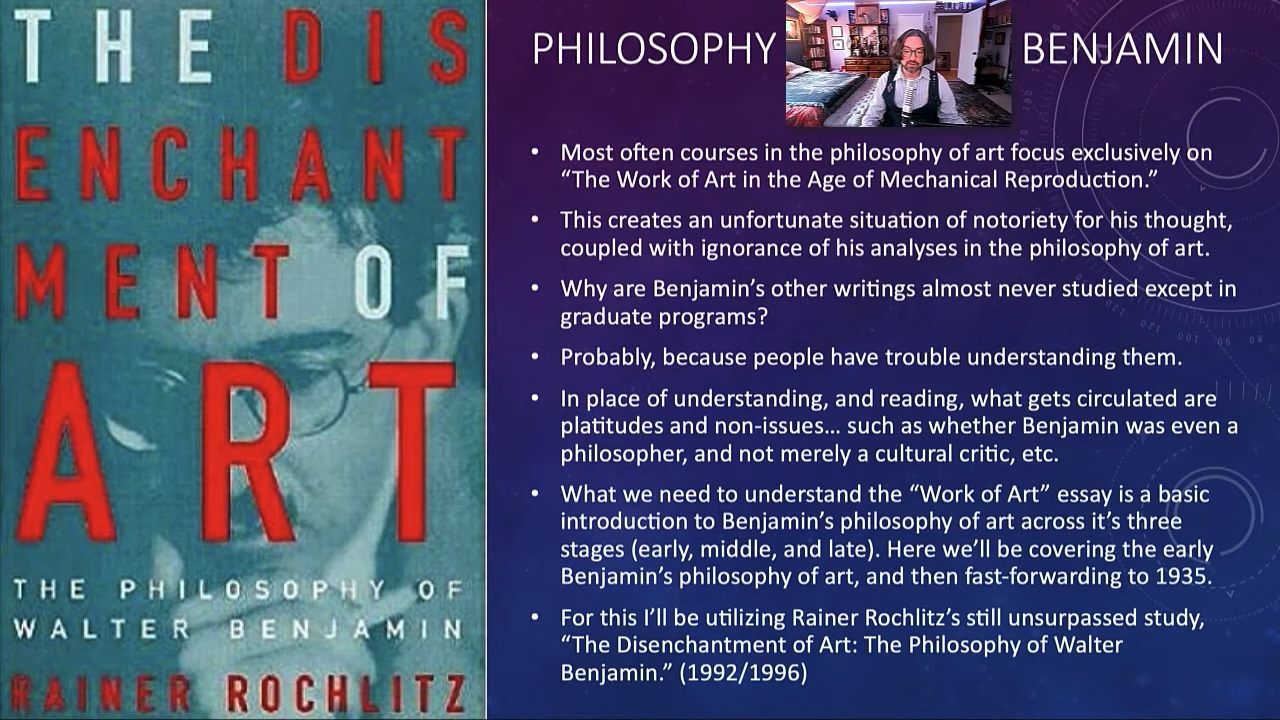 THE DIS
ENCHANT
MENT OF
ART
THE PHILOSOPHY OF
WALTER BENJAMIN
RAINER ROCHLITZ
PHILOSOPHY BENJAMIN
• Most often courses in the philosophy of art focus exclusively on
“The Work of Art in the Age of Mechanical Reproduction.”
• This creates an unfortunate situation of notoriety for his thought,
coupled with ignorance of his analyses in the philosophy of art.
• Why are Benjamin’s other writings almost never studied except in
graduate programs?
• Probably, because people have trouble understanding them.
• In place of understanding, and reading, what gets circulated are
platitudes and non-issues… such as whether Benjamin was even a
philosopher, and not merely a cultural critic, etc.
• What we need to understand the “Work of Art” essay is a basic
introduction to Benjamin’s philosophy of art across it’s three
stages (early, middle, and late). Here we’ll be covering the early
Benjamin’s philosophy of art, and then fast-forwarding to 1935.
• For this I’ll be utilizing Rainer Rochlitz’s still unsurpassed study,
“The Disenchantment of Art: The Philosophy of Walter
Benjamin.” (1992/1996)